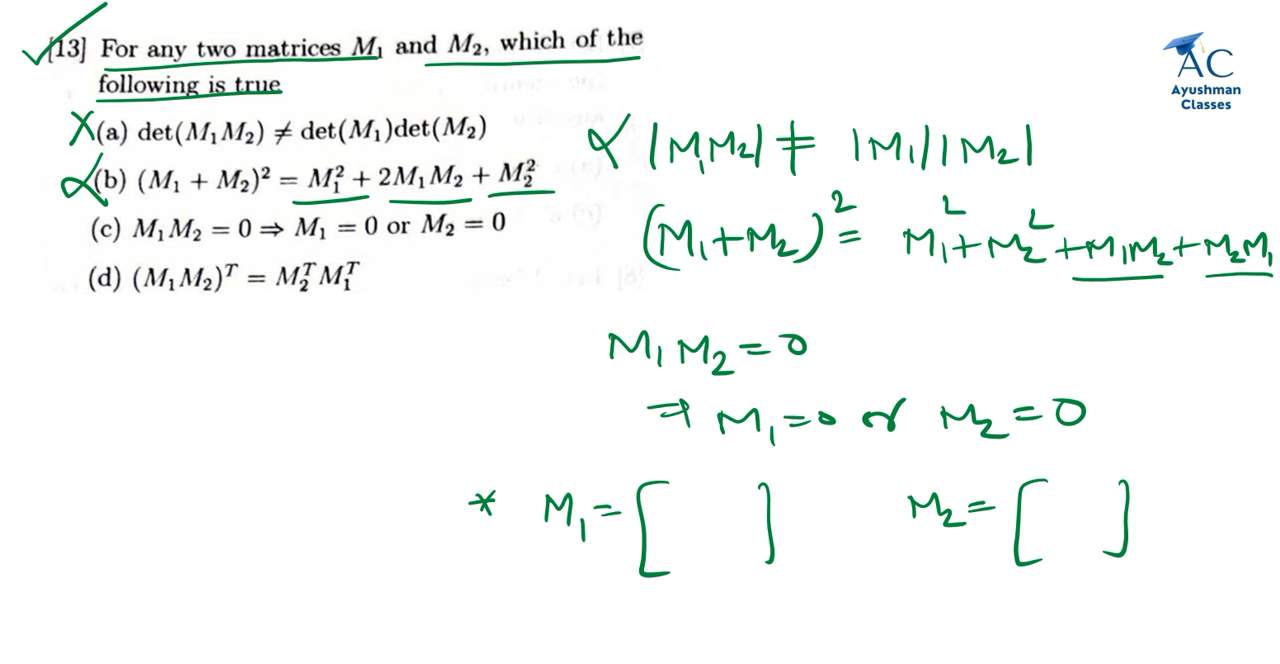 [13] For any two matrices M₁ and M₂, which of the
following is true
(a) det(M₁M₂) ≠ det(M₁)det(M₂)
(b) (M₁ + M₂)² = M₁² + 2M₁M₂ + M₂²
(c) M₁M₂ = 0 ⇒ M₁ = 0 or M₂ = 0
(d) (M₁M₂)ᵀ = M₂ᵀM₁ᵀ
AC
Ayushman
Classes
|M₁M₂| ≠ |M₁||M₂|
(M₁+M₂)² = M₁²+M₂²+M₁M₂+M₂M₁
M₁M₂=0
⇒ M₁=0 or M₂=0
* M₁=[ ] M₂=[ ]